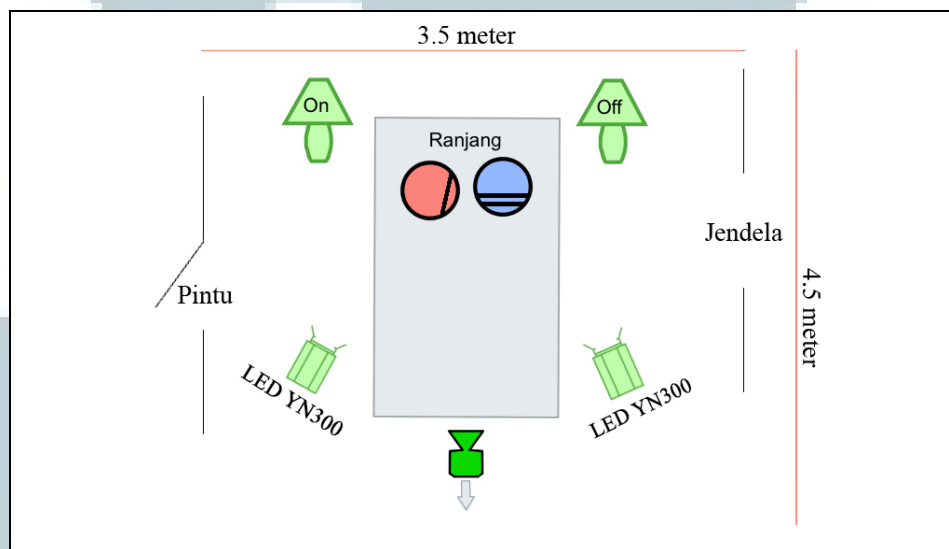 3.5 meter
On
Off
Ranjang
Jendela
Pintu
4.5 meter
LED YN300
LED YN300